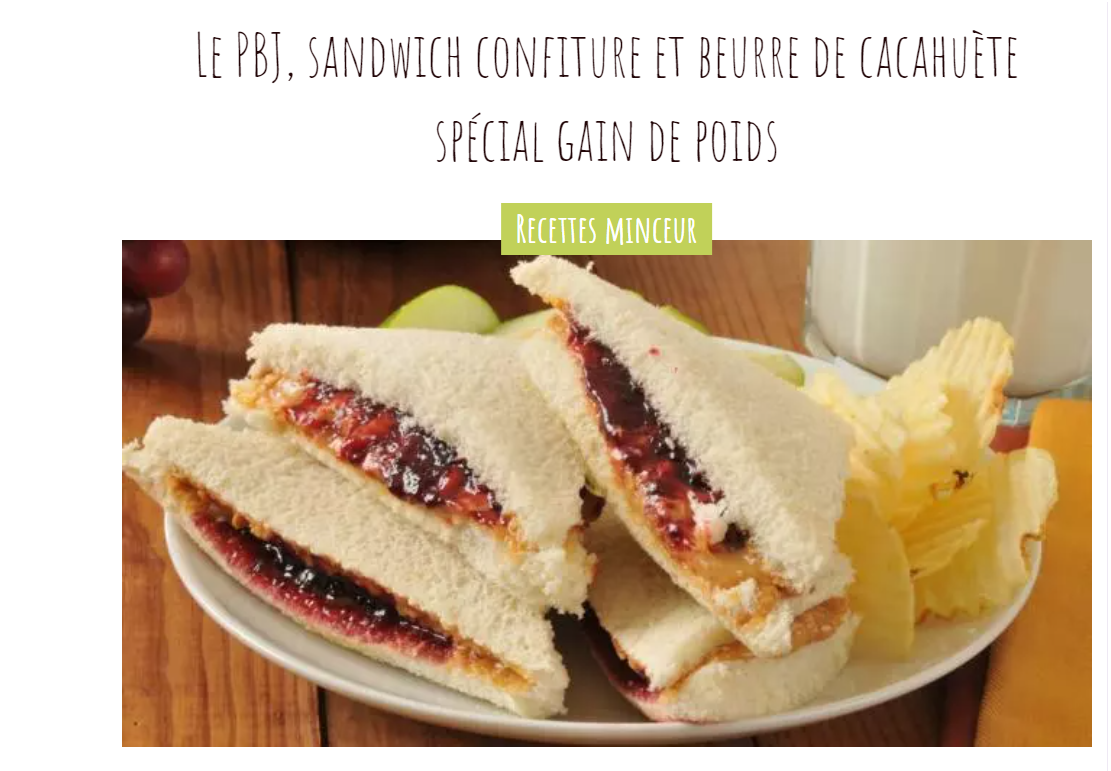 Le PBJ, sandwich confiture et beurre de cacahuète
spécial gain de poids
Recettes minceur